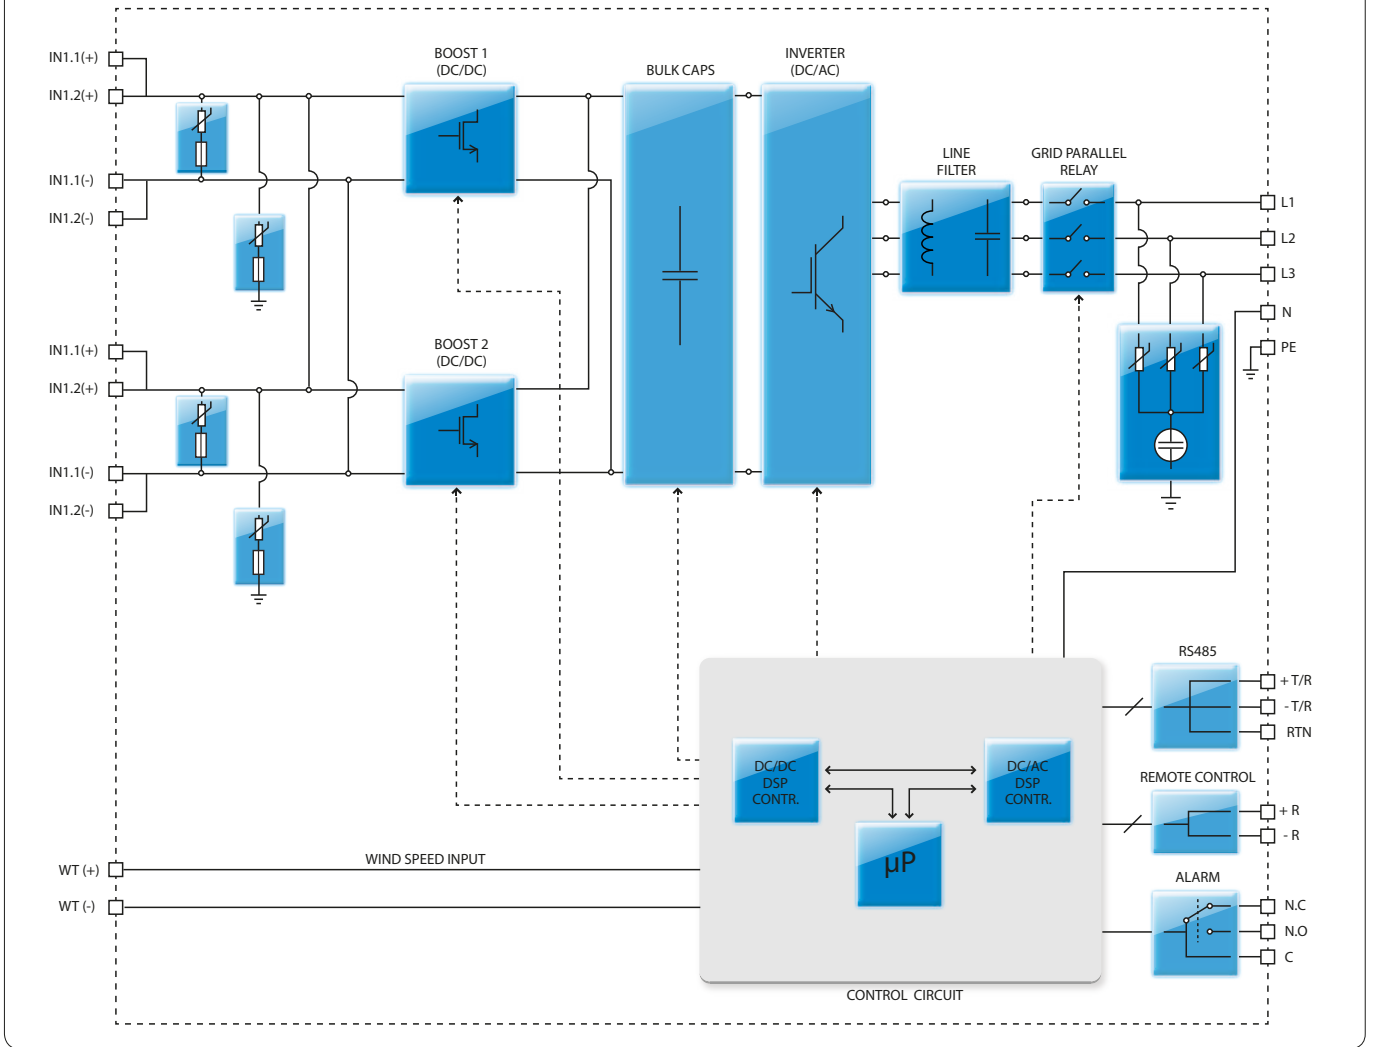 BOOST 1
(DC/DC)
BULK CAPS
INVERTER
(DC/AC)
LINE
FILTER
GRID PARALLEL
RELAY
IN1.1(+)
IN1.2(+)
IN1.1(-)
IN1.2(-)
L1
L2
L3
N
PE
BOOST 2
(DC/DC)
IN1.1(+)
IN1.2(+)
IN1.1(-)
IN1.2(-)
RS485
+ T/R
- T/R
RTN
DC/DC
DSP
CONTR.
DC/AC
DSP
CONTR.
µP
REMOTE CONTROL
+ R
- R
WIND SPEED INPUT
WT (+)
WT (-)
ALARM
N.C
N.O
C
CONTROL CIRCUIT